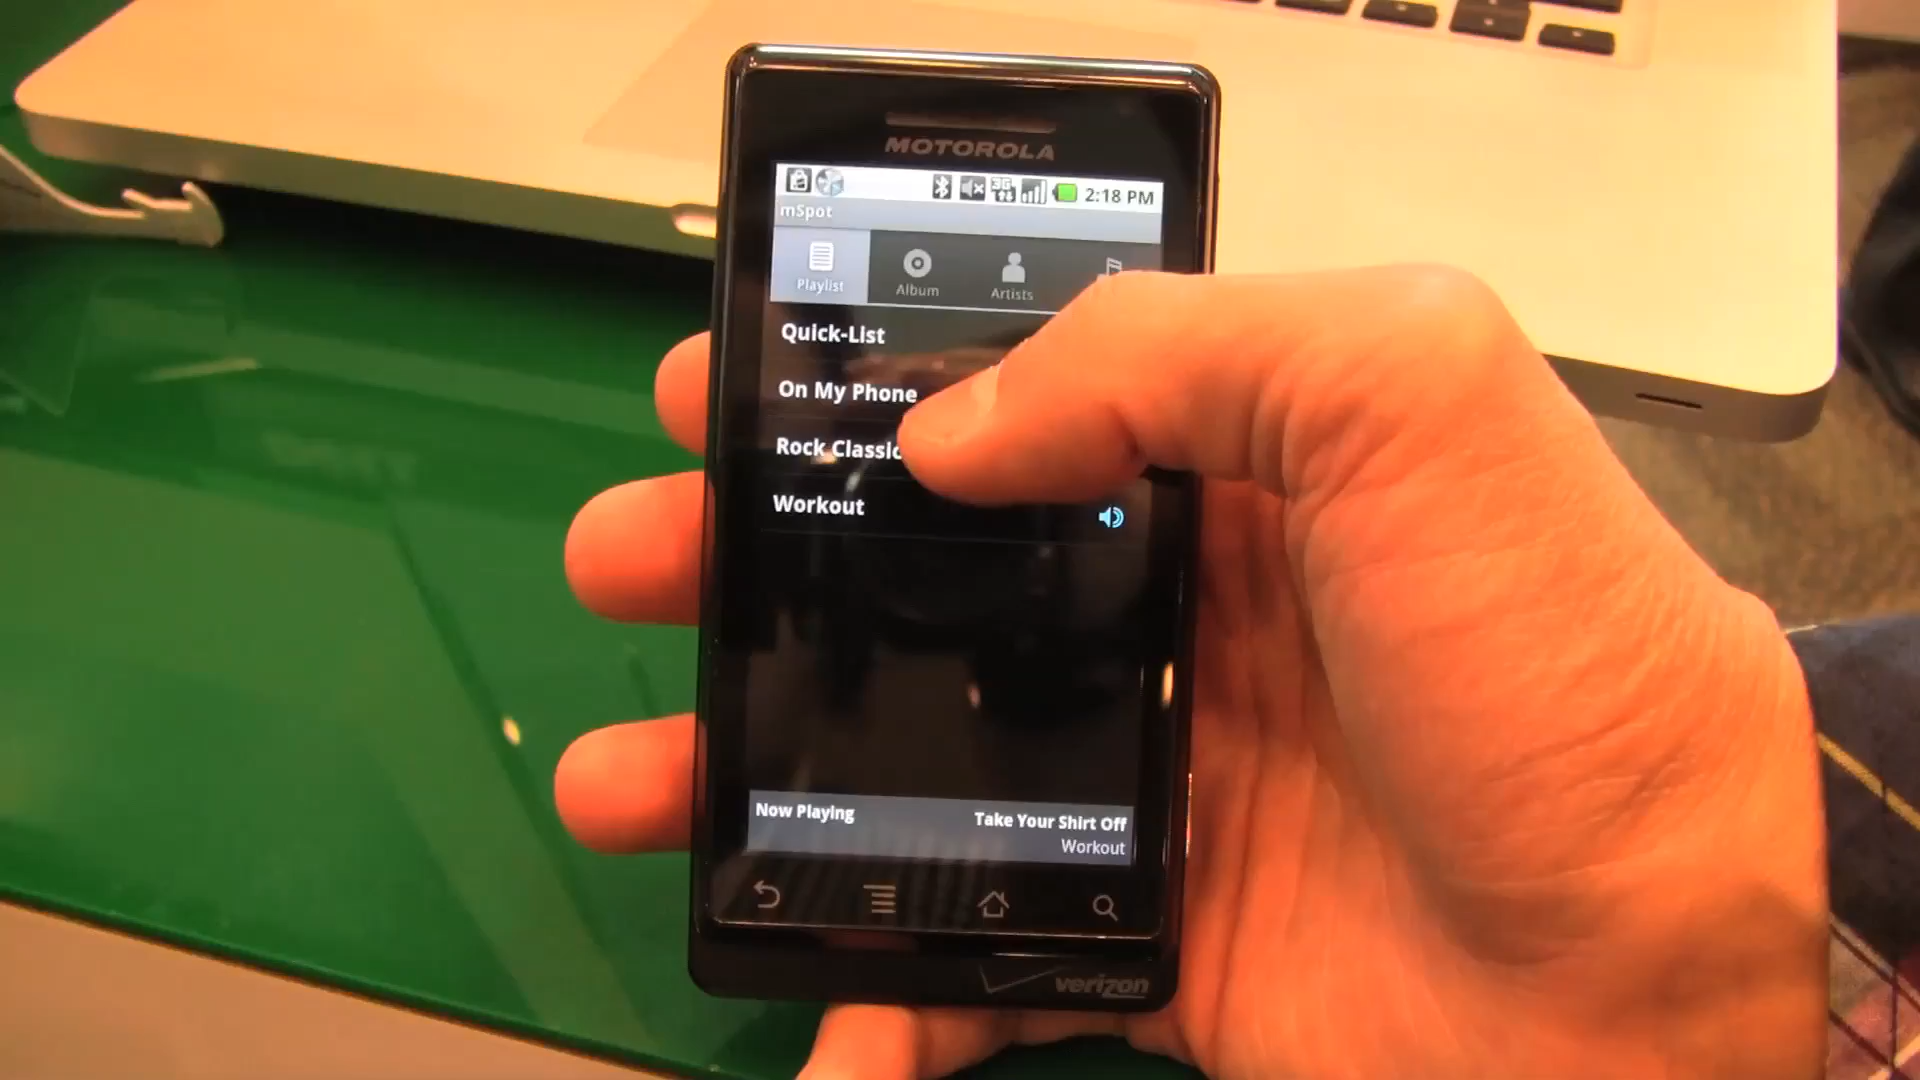 MOTOROLA
3G 2:18 PM
mSpot
Playlist Album Artists
Quick-List
On My Phone
Rock Classic
Workout
Now Playing Take Your Shirt Off
Workout
verizon